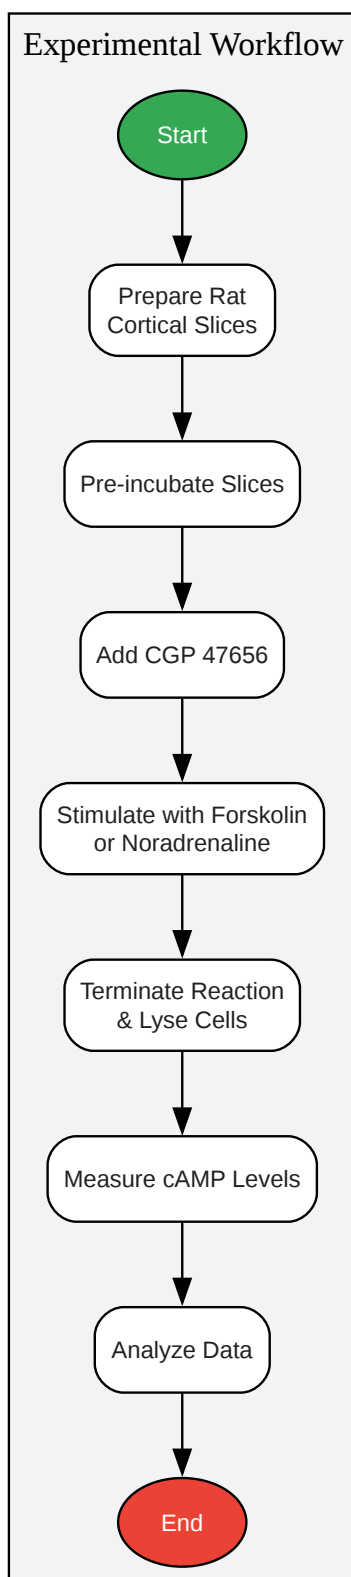 Experimental Workflow
Start
Prepare Rat
Cortical Slices
Pre-incubate Slices
Add CGP 47656
Stimulate with Forskolin
or Noradrenaline
Terminate Reaction
& Lyse Cells
Measure cAMP Levels
Analyze Data
End